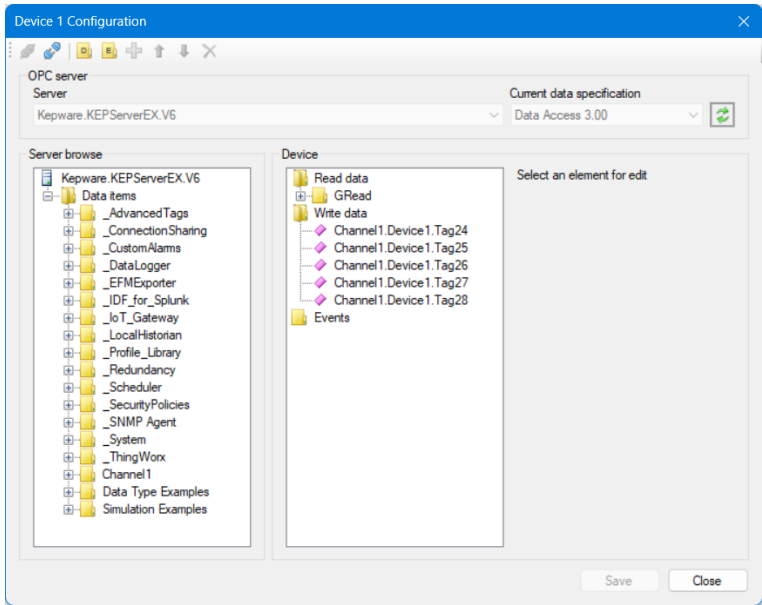 Device 1 Configuration
D E
OPC server
Server
Current data specification
Kepware.KEPServerEX.V6
Data Access 3.00
Server browse
Kepware.KEPServerEX.V6
Data items
_AdvancedTags
_ConnectionSharing
_CustomAlarms
_DataLogger
_EFMExporter
_IDF_for_Splunk
_IoT_Gateway
_LocalHistorian
_Profile_Library
_Redundancy
_Scheduler
_SecurityPolicies
_SNMP Agent
_System
_ThingWorx
Channel1
Data Type Examples
Simulation Examples
Device
Read data
GRead
Write data
Channel1.Device1.Tag24
Channel1.Device1.Tag25
Channel1.Device1.Tag26
Channel1.Device1.Tag27
Channel1.Device1.Tag28
Events
Select an element for edit
Save
Close